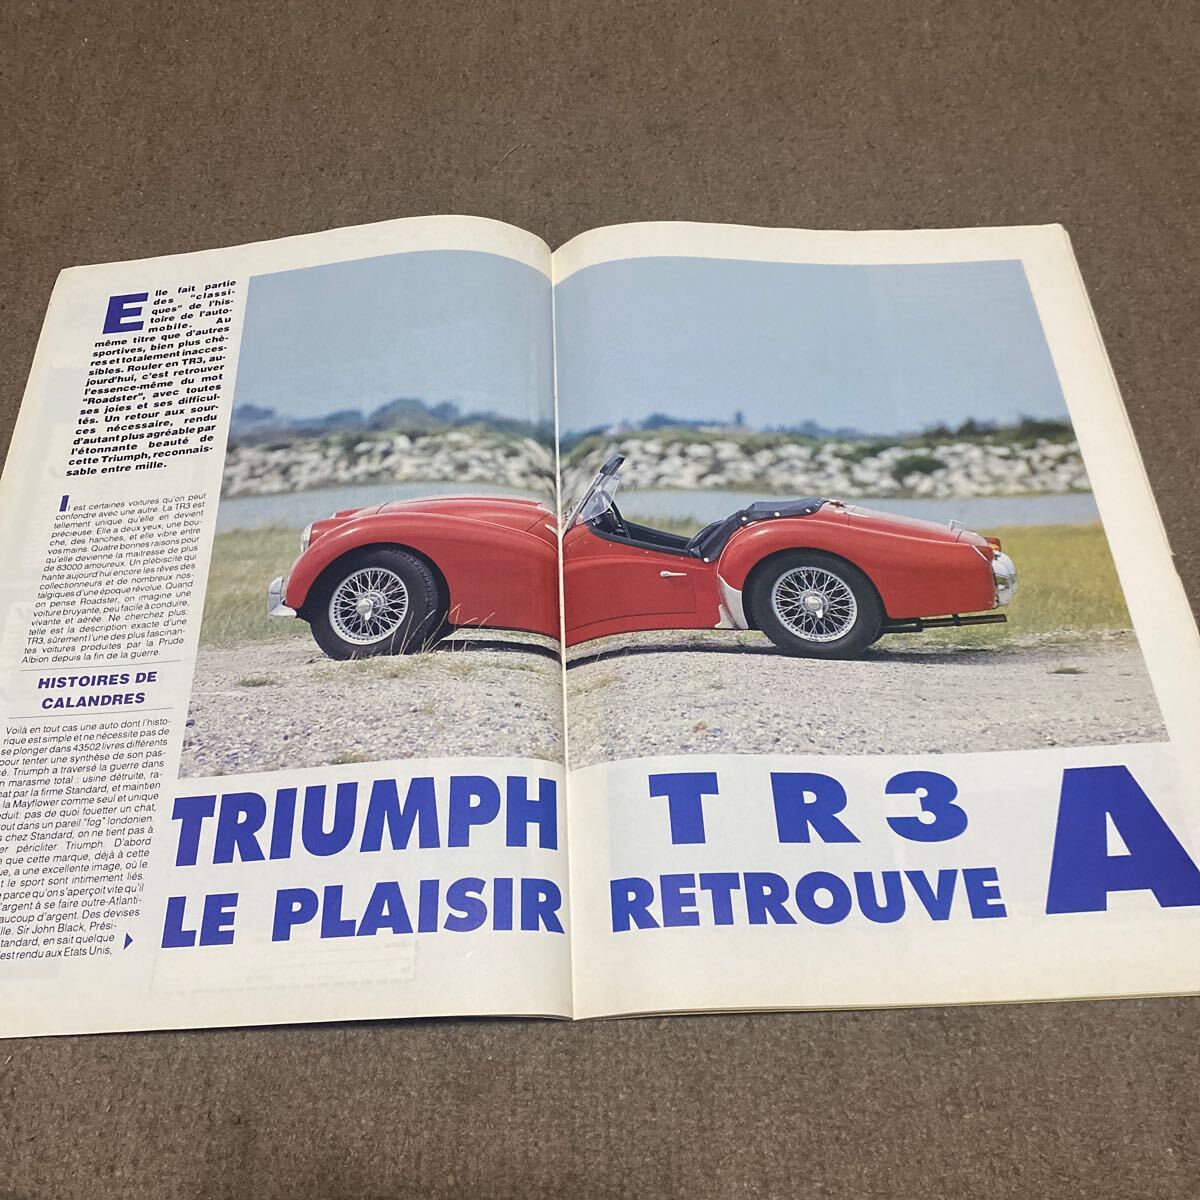 Elle fait partie
des "classi-
ques" de l'his-
toire de l'auto-
mobile. Au
même titre que d'autres
sportives, bien plus chè-
res et totalement inacces-
sibles. Rouler en TR3, au-
jourd'hui, c'est retrouver
l'essence-même du mot
"Roadster", avec toutes
ses joies et ses difficul-
tés. Un retour aux sour-
ces nécessaire, rendu
d'autant plus agréable par
l'étonnante beauté de
cette Triumph, reconnais-
sable entre mille.
Il est certaines voitures qu'on peut
confondre avec une autre. La TR3 est
tellement unique qu'elle en devient
précieuse. Elle a deux yeux, une bou-
che, des hanches, et elle vibre entre
vos mains. Quatre bonnes raisons pour
qu'elle devienne la maitresse de plus
de 83000 amoureux. Un plébiscite qui
hante aujourd'hui encore les rêves des
collectionneurs et de nombreux nos-
talgiques d'une époque révolue. Quand
on pense Roadster, on imagine une
voiture bruyante, peu facile à conduire,
vivante et aérée. Ne cherchez plus:
telle est la description exacte d'une
TR3, sûrement l'une des plus fascinan-
tes voitures produites par la Prude
Albion depuis la fin de la guerre.
HISTOIRES DE
CALANDRES
Voilà en tout cas une auto dont l'histo-
rique est simple et ne nécessite pas de
se plonger dans 43502 livres différents
pour tenter une synthèse de son pas-
sé. Triumph a traversé la guerre dans
n marasme total : usine détruite, ra-
hat par la firme Standard, et maintien
la Mayflower comme seul et unique
oduit: pas de quoi fouetter un chat,
tout dans un pareil "fog" londonien.
s chez Standard, on ne tient pas à
er péricliter Triumph. D'abord
e que cette marque, déjà à cette
ue, a une excellente image, où le
t le sport sont intimement liés.
parce qu'on s'aperçoit vite qu'il
'argent à se faire outre-Atlanti-
aucoup d'argent. Des devises
lle. Sir John Black, Prési-
tandard, en sait quelque
'est rendu aux Etats Unis,
TRIUMPH TR3 A
LE PLAISIR RETROUVE